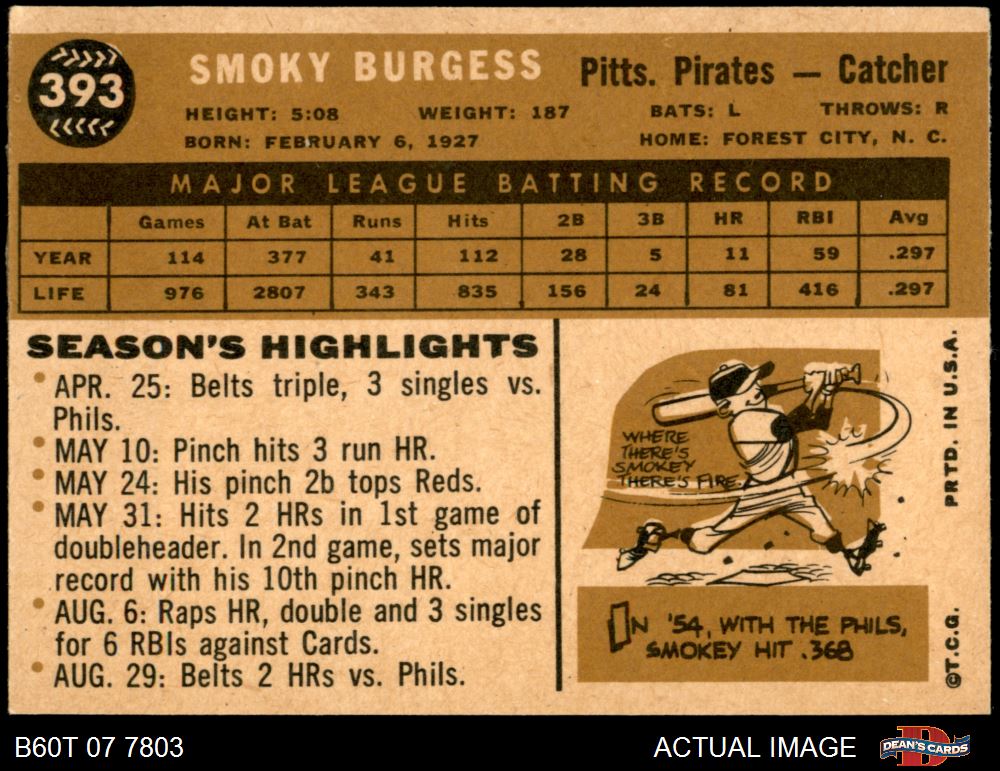 393
SMOKY BURGESS
Pitts. Pirates — Catcher
HEIGHT: 5:08 WEIGHT: 187 BATS: L THROWS: R
BORN: FEBRUARY 6, 1927 HOME: FOREST CITY, N. C.
MAJOR LEAGUE BATTING RECORD
Games At Bat Runs Hits 2B 3B HR RBI Avg
YEAR 114 377 41 112 28 5 11 59 .297
LIFE 976 2807 343 835 156 24 81 416 .297
SEASON'S HIGHLIGHTS
• APR. 25: Belts triple, 3 singles vs.
Phils.
• MAY 10: Pinch hits 3 run HR.
• MAY 24: His pinch 2b tops Reds.
• MAY 31: Hits 2 HRs in 1st game of
doubleheader. In 2nd game, sets major
record with his 10th pinch HR.
• AUG. 6: Raps HR, double and 3 singles
for 6 RBIs against Cards.
• AUG. 29: Belts 2 HRs vs. Phils.
WHERE
THERE'S
SMOKEY
THERE'S FIRE.
IN '54, WITH THE PHILS,
SMOKEY HIT .368
©T.C.G. PRTD. IN U.S.A.
B60T 07 7803
ACTUAL IMAGE
DEAN'S CARDS